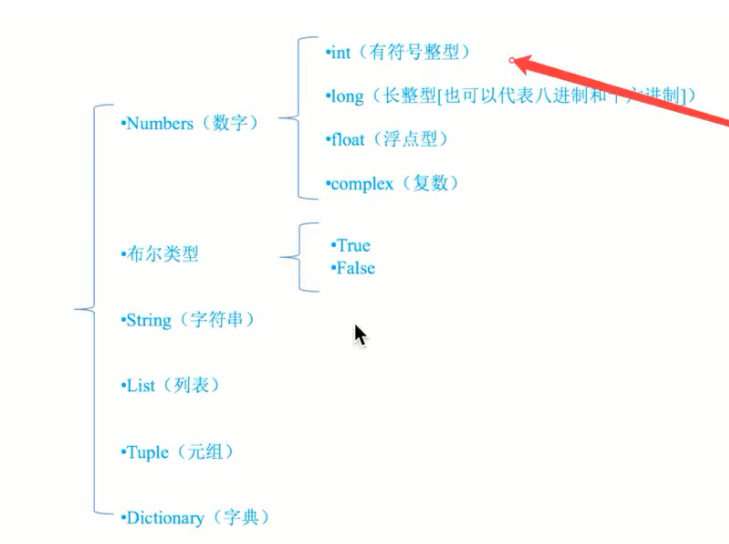 •int（有符号整型）
•long（长整型[也可以代表八进制和十六进制]）
•Numbers（数字）
•float（浮点型）
•complex（复数）
•布尔类型
•True
•False
•String（字符串）
•List（列表）
•Tuple（元组）
•Dictionary（字典）